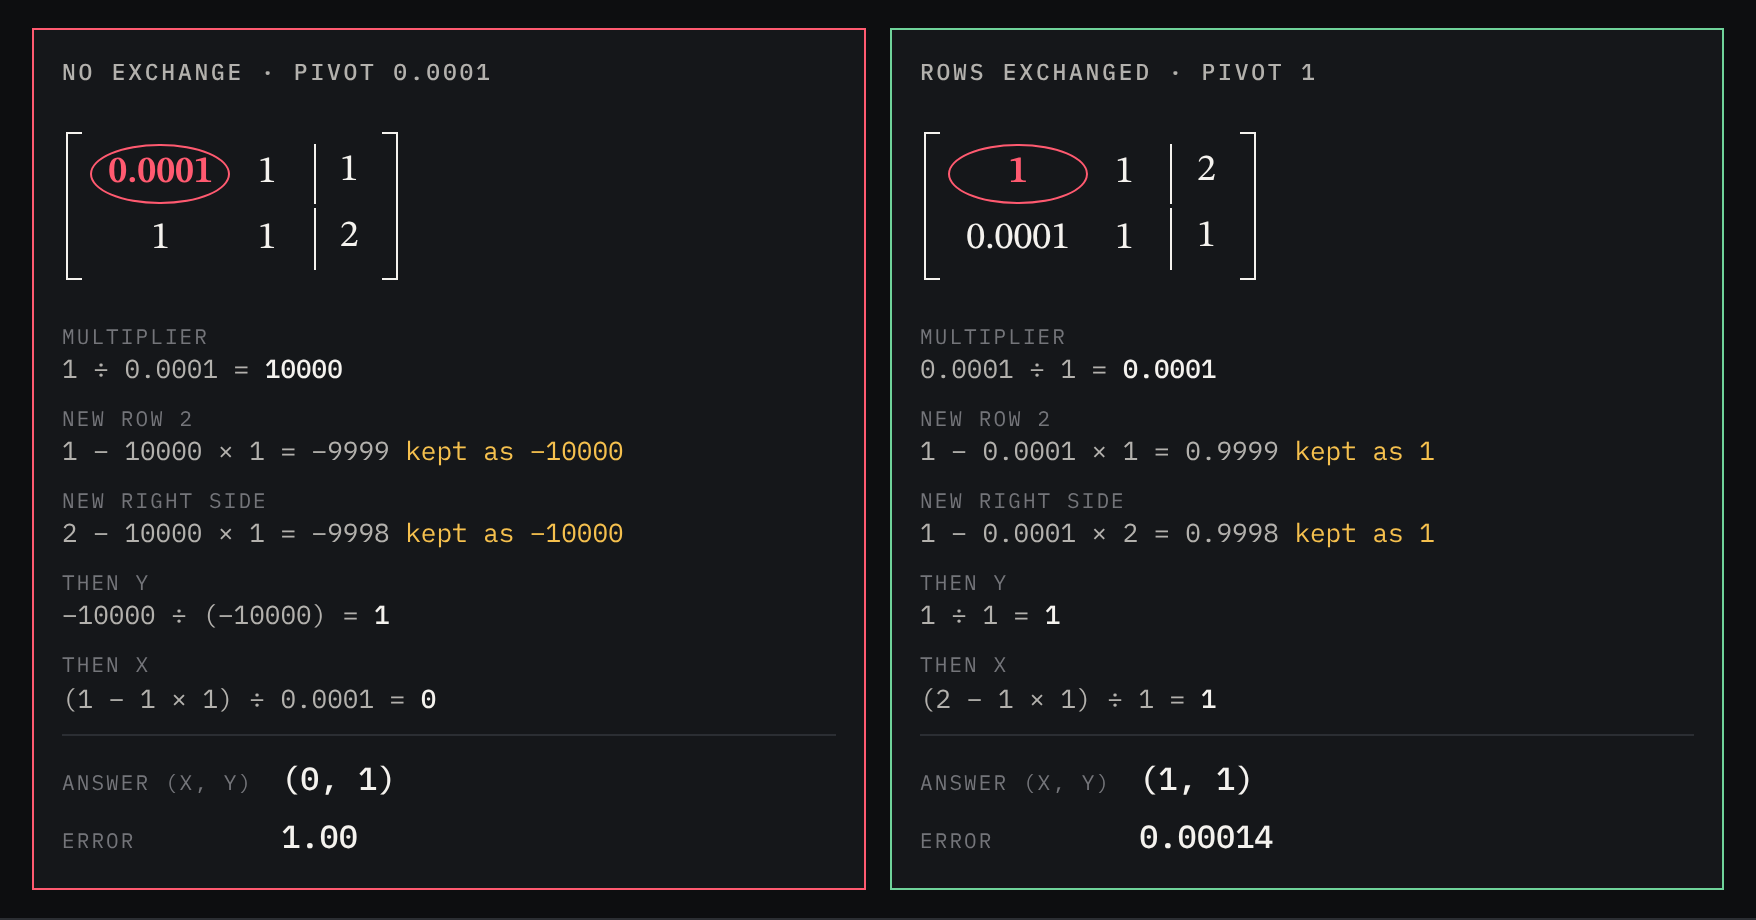 NO EXCHANGE · PIVOT 0.0001
0.0001 1 1
1 1 2
MULTIPLIER
1 ÷ 0.0001 = 10000
NEW ROW 2
1 − 10000 × 1 = −9999 kept as −10000
NEW RIGHT SIDE
2 − 10000 × 1 = −9998 kept as −10000
THEN Y
−10000 ÷ (−10000) = 1
THEN X
(1 − 1 × 1) ÷ 0.0001 = 0
ANSWER (X, Y) (0, 1)
ERROR 1.00
ROWS EXCHANGED · PIVOT 1
1 1 2
0.0001 1 1
MULTIPLIER
0.0001 ÷ 1 = 0.0001
NEW ROW 2
1 − 0.0001 × 1 = 0.9999 kept as 1
NEW RIGHT SIDE
1 − 0.0001 × 2 = 0.9998 kept as 1
THEN Y
1 ÷ 1 = 1
THEN X
(2 − 1 × 1) ÷ 1 = 1
ANSWER (X, Y) (1, 1)
ERROR 0.00014